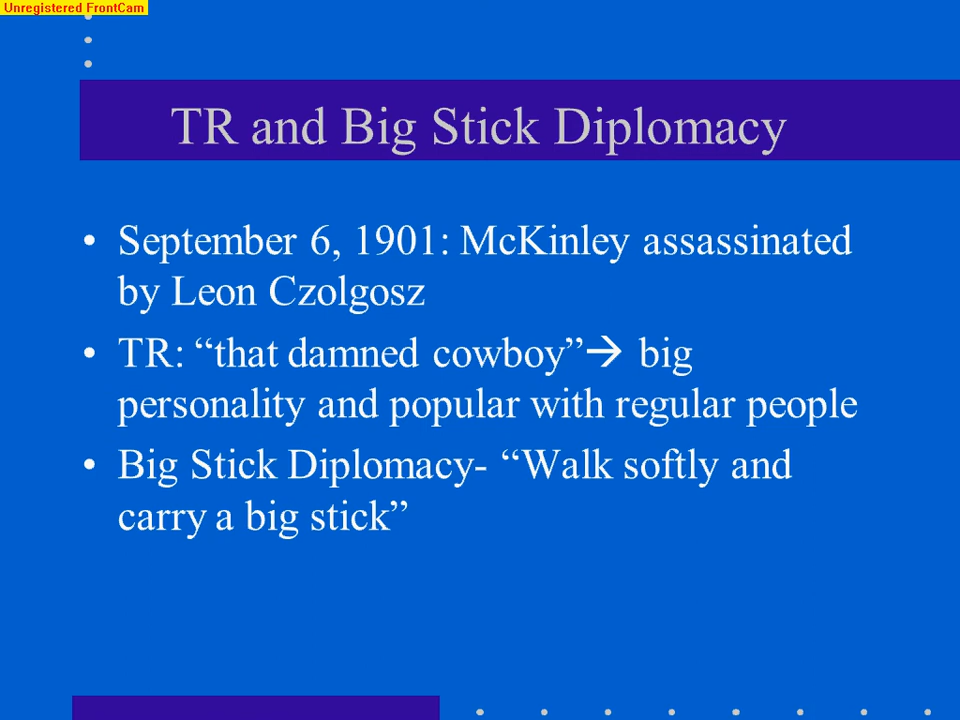 Unregistered FrontCam
TR and Big Stick Diplomacy
• September 6, 1901: McKinley assassinated
by Leon Czolgosz
• TR: “that damned cowboy”→ big
personality and popular with regular people
• Big Stick Diplomacy- “Walk softly and
carry a big stick”